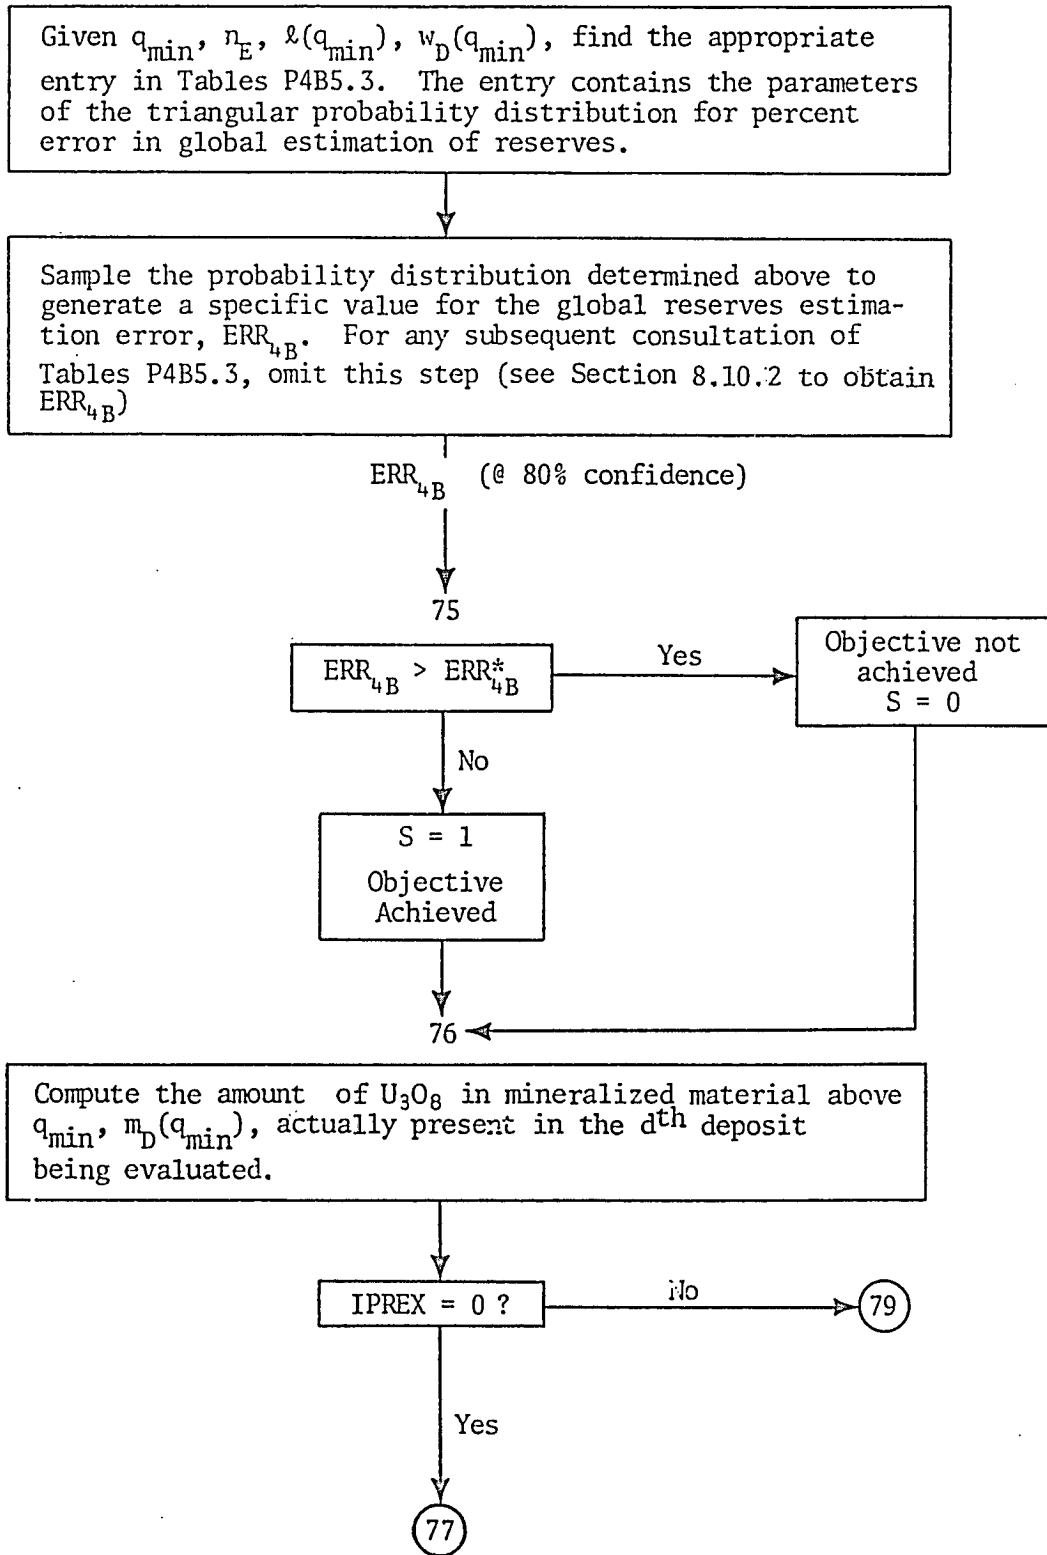 Given q_min, n_E, ℓ(q_min), w_D(q_min), find the appropriate
entry in Tables P4B5.3. The entry contains the parameters
of the triangular probability distribution for percent
error in global estimation of reserves.
Sample the probability distribution determined above to
generate a specific value for the global reserves estima-
tion error, ERR_4B. For any subsequent consultation of
Tables P4B5.3, omit this step (see Section 8.10.2 to obtain
ERR_4B)
ERR_4B (@ 80% confidence)
75
ERR_4B > ERR*_4B
Yes
Objective not
achieved
S = 0
No
S = 1
Objective
Achieved
76
Compute the amount of U₃O₈ in mineralized material above
q_min, m_D(q_min), actually present in the dth deposit
being evaluated.
IPREX = 0 ?
No
79
Yes
77